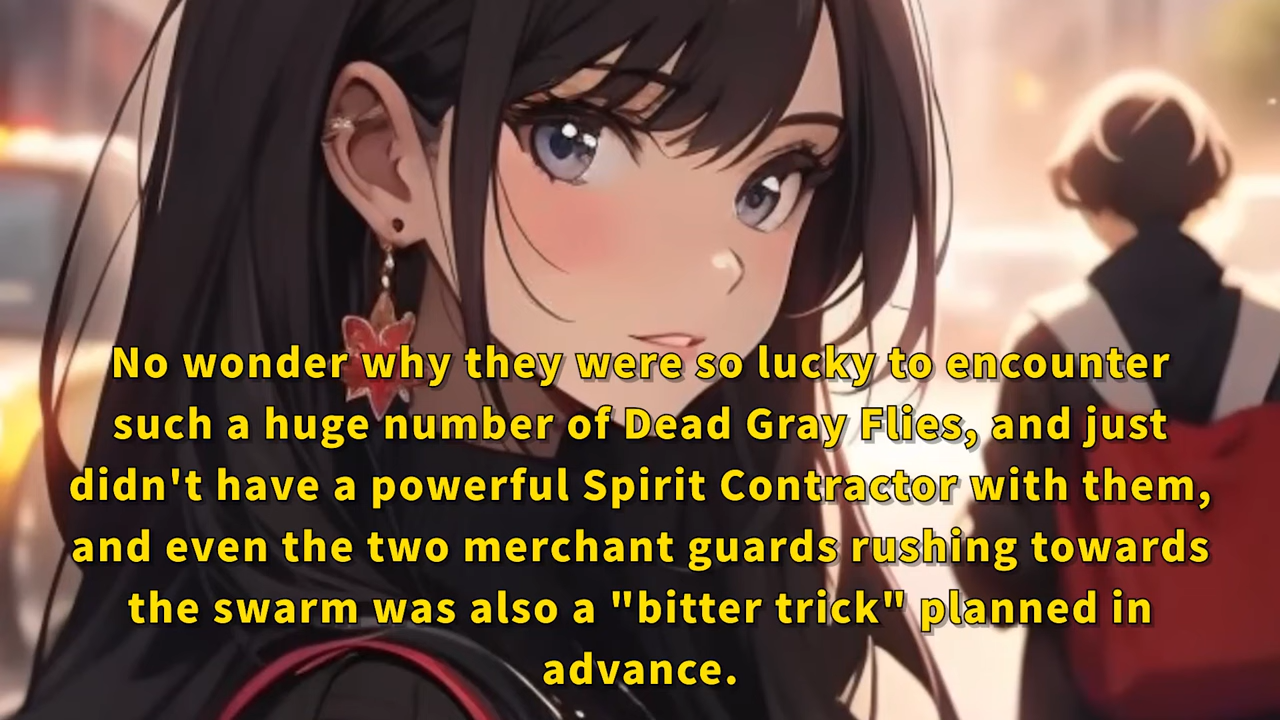 No wonder why they were so lucky to encounter
such a huge number of Dead Gray Flies, and just
didn't have a powerful Spirit Contractor with them,
and even the two merchant guards rushing towards
the swarm was also a "bitter trick" planned in
advance.